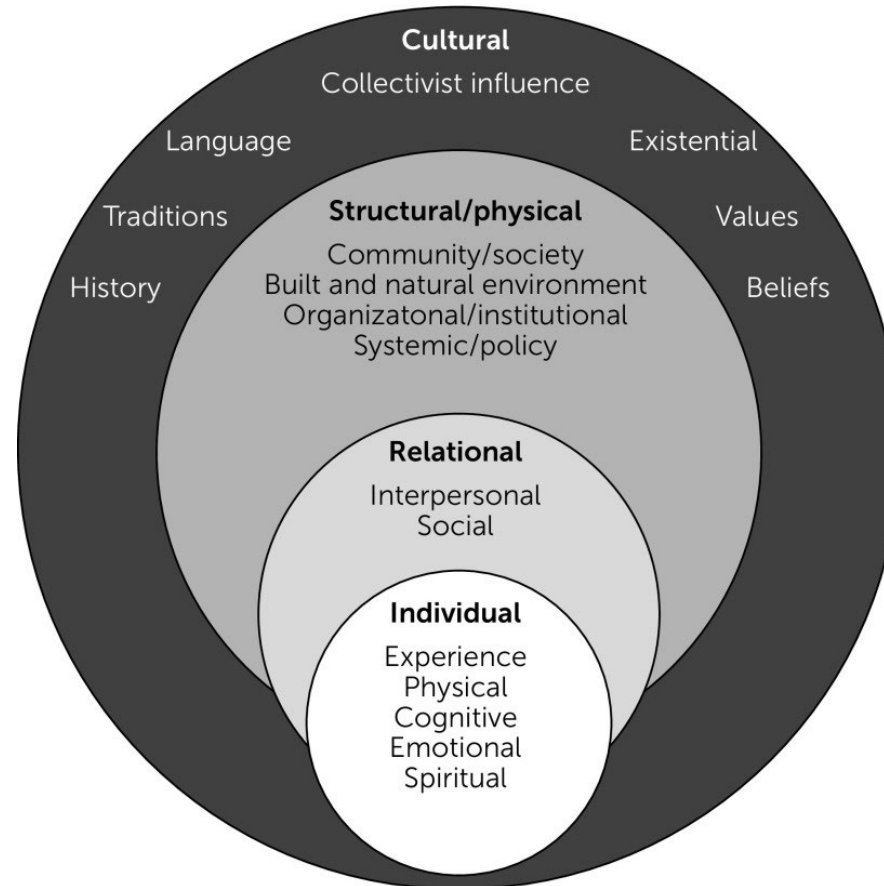 Cultural
Collectivist influence
Language
Existential
Traditions
Values
History
Beliefs
Structural/physical
Community/society
Built and natural environment
Organizatonal/institutional
Systemic/policy
Relational
Interpersonal
Social
Individual
Experience
Physical
Cognitive
Emotional
Spiritual